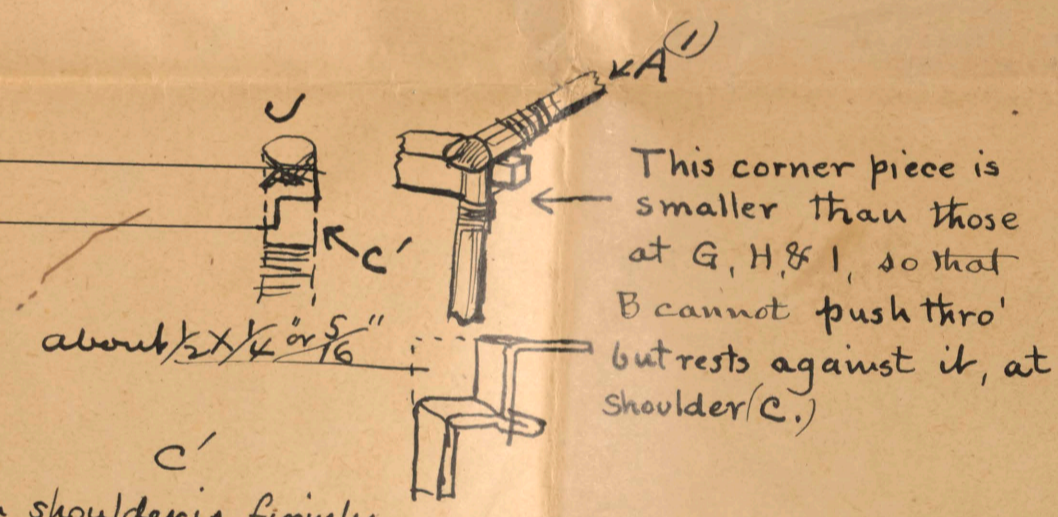 A (1)
J
This corner piece is
smaller than those
at G, H, & I, so that
B cannot push thro'
but rests against it, at
shoulder (C.)
C'
about 1/2 X 1/4" or 5/16"
C'
shoulder is